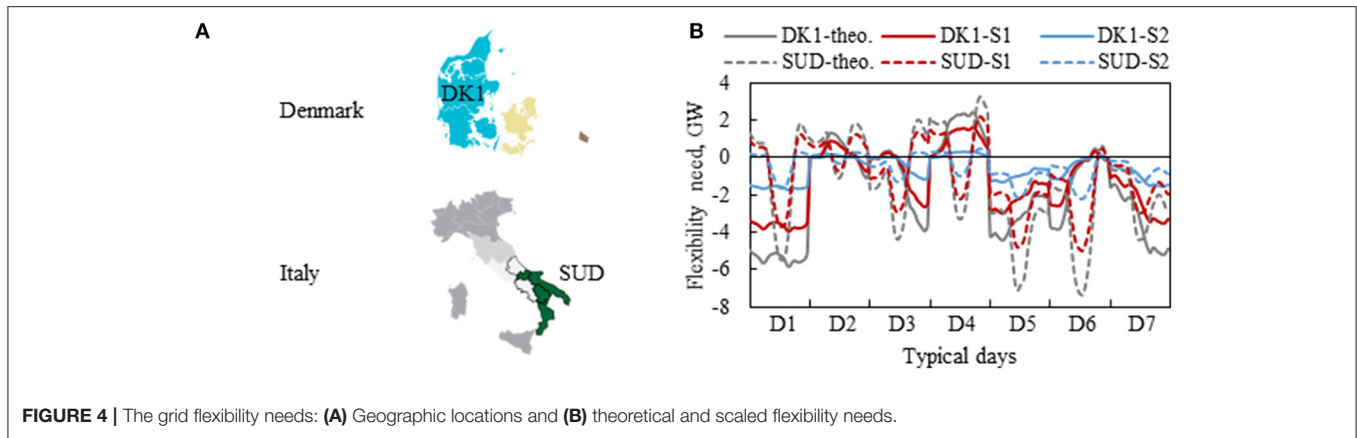 A
Denmark
DK1
Italy
SUD
B
DK1-theo. DK1-S1 DK1-S2
SUD-theo. SUD-S1 SUD-S2
Flexibility need, GW
4
2
0
-2
-4
-6
-8
D1 D2 D3 D4 D5 D6 D7
Typical days
FIGURE 4 | The grid flexibility needs: (A) Geographic locations and (B) theoretical and scaled flexibility needs.